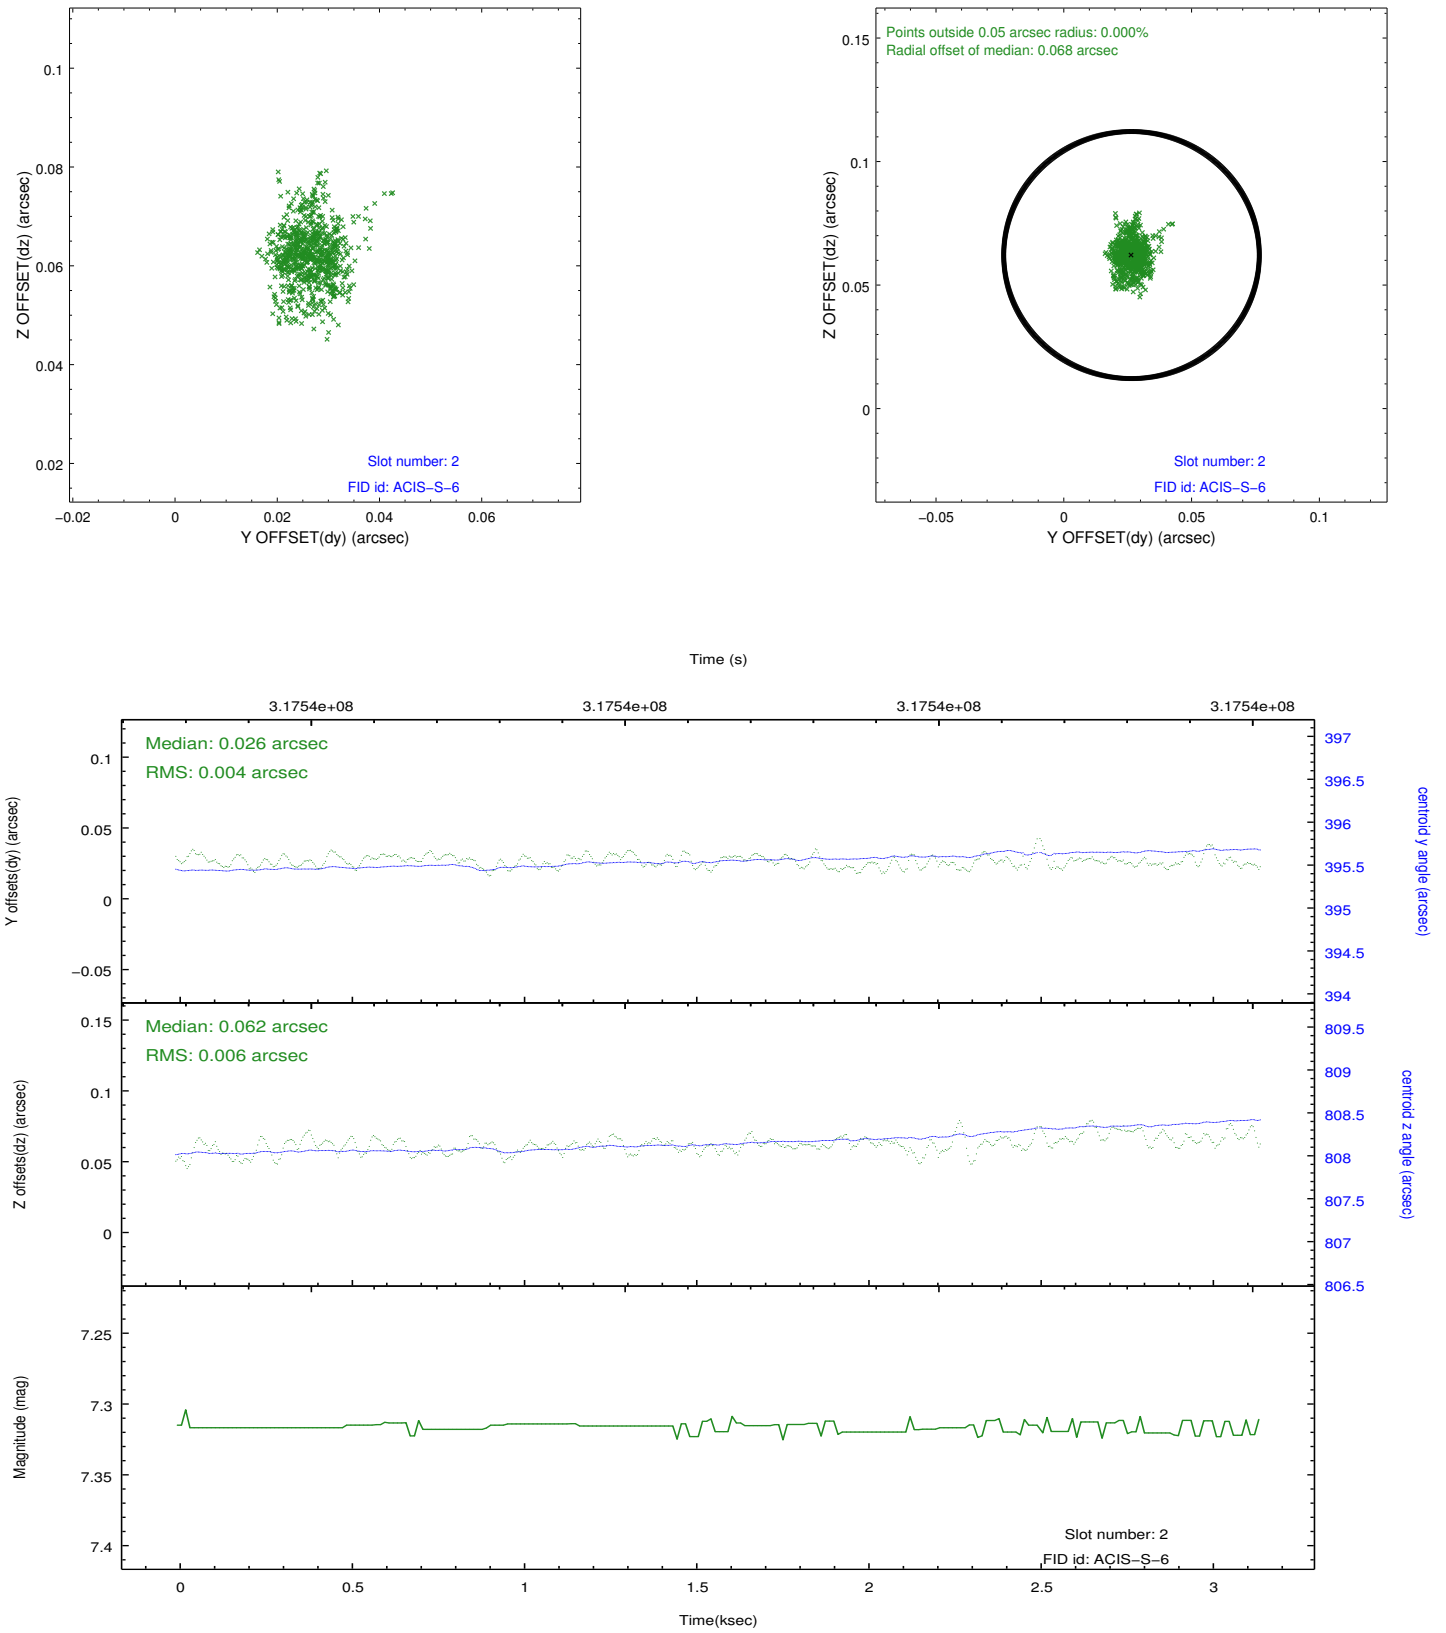 0.1
0.08
0.06
0.04
0.02
Z OFFSET(dz) (arcsec)
Slot number: 2
FID id: ACIS−S−6
−0.02 0 0.02 0.04 0.06
Y OFFSET(dy) (arcsec)
Points outside 0.05 arcsec radius: 0.000%
Radial offset of median: 0.068 arcsec
0.15
0.1
0.05
0
Z OFFSET(dz) (arcsec)
Slot number: 2
FID id: ACIS−S−6
−0.05 0 0.05 0.1
Y OFFSET(dy) (arcsec)
Time (s)
3.1754e+08 3.1754e+08 3.1754e+08 3.1754e+08
Median: 0.026 arcsec
RMS: 0.004 arcsec
0.1
0.05
0
−0.05
Y offsets(dy) (arcsec)
397
396.5
396
395.5
395
394.5
394
centroid y angle (arcsec)
Median: 0.062 arcsec
RMS: 0.006 arcsec
0.15
0.1
0.05
0
Z offsets(dz) (arcsec)
809.5
809
808.5
808
807.5
807
806.5
centroid z angle (arcsec)
7.25
7.3
7.35
7.4
Magnitude (mag)
Slot number: 2
FID id: ACIS−S−6
0 0.5 1 1.5 2 2.5 3
Time(ksec)